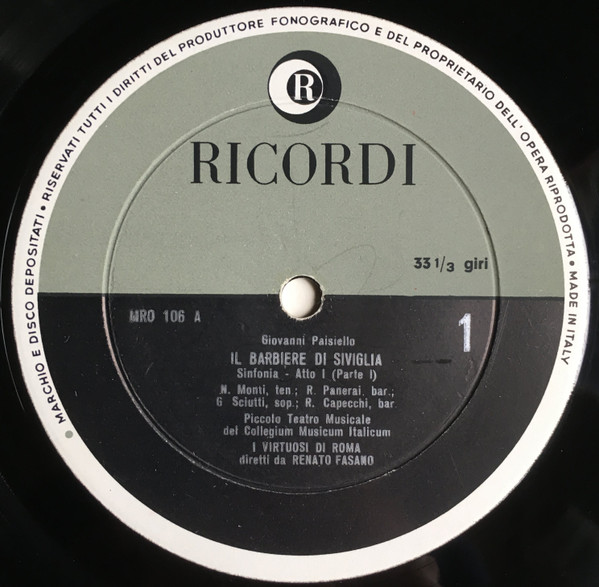 MARCHIO E DISCO DEPOSITATI • RISERVATI TUTTI I DIRITTI DEL PRODUTTORE FONOGRAFICO E DEL PROPRIETARIO DELL'OPERA RIPRODOTTA • MADE IN ITALY
R
RICORDI
33 1/3 giri
MRO 106 A
1
Giovanni Paisiello
IL BARBIERE DI SIVIGLIA
Sinfonia - Atto I (Parte I)
N. Monti, ten.; R. Panerai, bar.;
G Sciutti, sop.; R. Capecchi, bar
Piccolo Teatro Musicale
del Collegium Musicum Italicum
I VIRTUOSI DI ROMA
diretti da RENATO FASANO